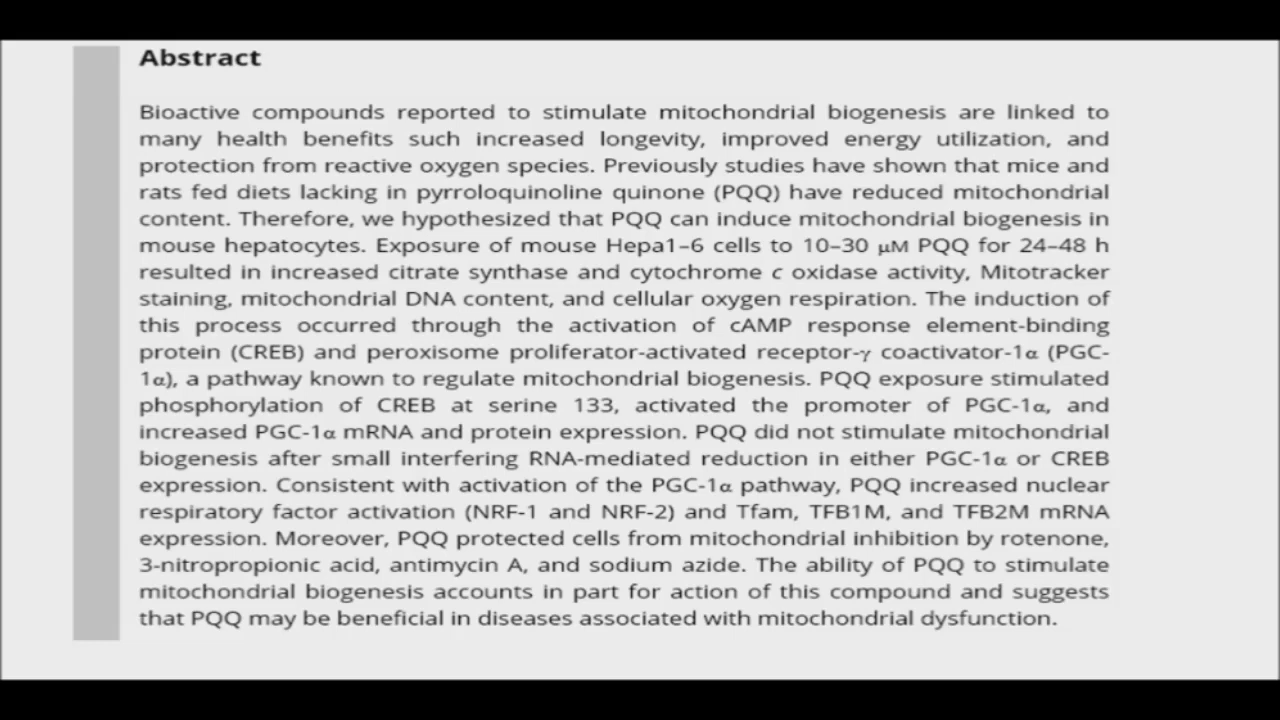 Abstract
Bioactive compounds reported to stimulate mitochondrial biogenesis are linked to
many health benefits such increased longevity, improved energy utilization, and
protection from reactive oxygen species. Previously studies have shown that mice and
rats fed diets lacking in pyrroloquinoline quinone (PQQ) have reduced mitochondrial
content. Therefore, we hypothesized that PQQ can induce mitochondrial biogenesis in
mouse hepatocytes. Exposure of mouse Hepa1–6 cells to 10–30 μM PQQ for 24–48 h
resulted in increased citrate synthase and cytochrome c oxidase activity, Mitotracker
staining, mitochondrial DNA content, and cellular oxygen respiration. The induction of
this process occurred through the activation of cAMP response element-binding
protein (CREB) and peroxisome proliferator-activated receptor-γ coactivator-1α (PGC-
1α), a pathway known to regulate mitochondrial biogenesis. PQQ exposure stimulated
phosphorylation of CREB at serine 133, activated the promoter of PGC-1α, and
increased PGC-1α mRNA and protein expression. PQQ did not stimulate mitochondrial
biogenesis after small interfering RNA-mediated reduction in either PGC-1α or CREB
expression. Consistent with activation of the PGC-1α pathway, PQQ increased nuclear
respiratory factor activation (NRF-1 and NRF-2) and Tfam, TFB1M, and TFB2M mRNA
expression. Moreover, PQQ protected cells from mitochondrial inhibition by rotenone,
3-nitropropionic acid, antimycin A, and sodium azide. The ability of PQQ to stimulate
mitochondrial biogenesis accounts in part for action of this compound and suggests
that PQQ may be beneficial in diseases associated with mitochondrial dysfunction.